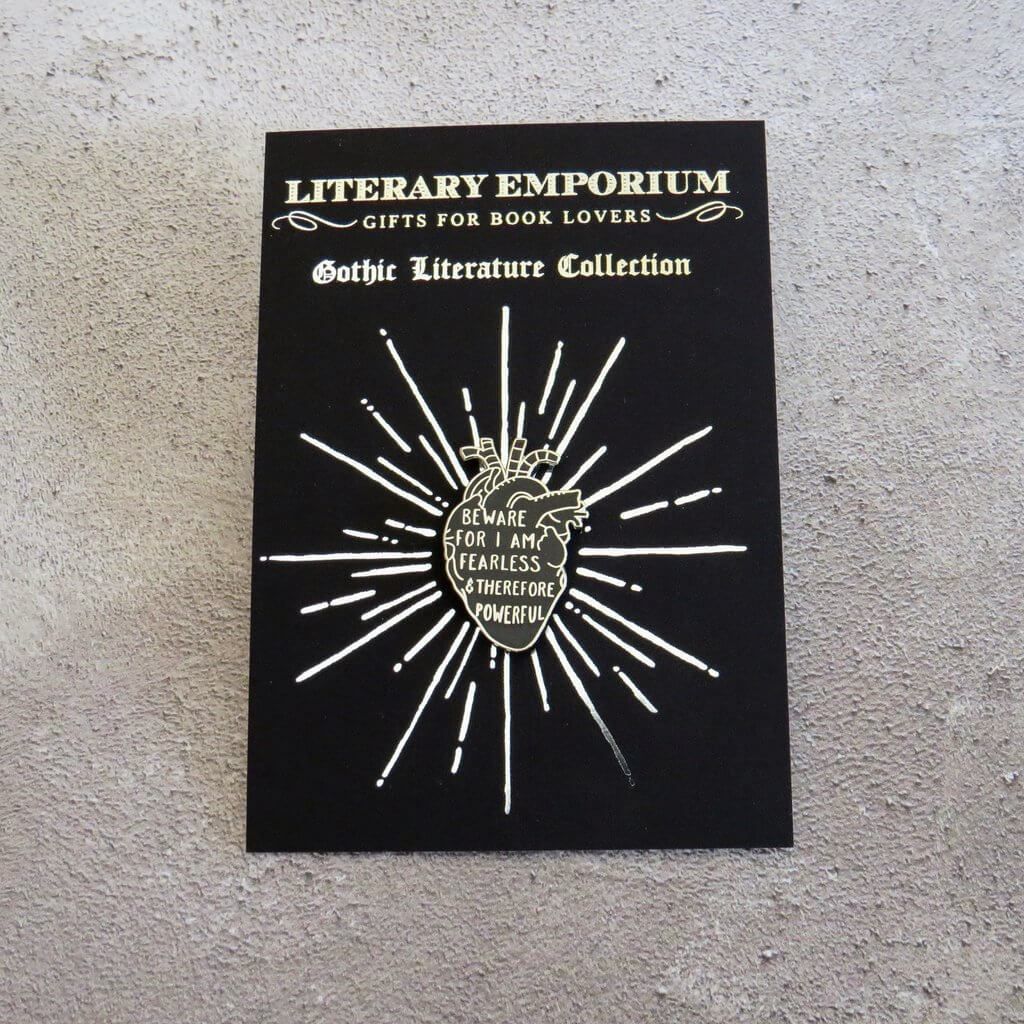 LITERARY EMPORIUM
GIFTS FOR BOOK LOVERS
Gothic Literature Collection
BEWARE
FOR I AM
FEARLESS
& THEREFORE
POWERFUL